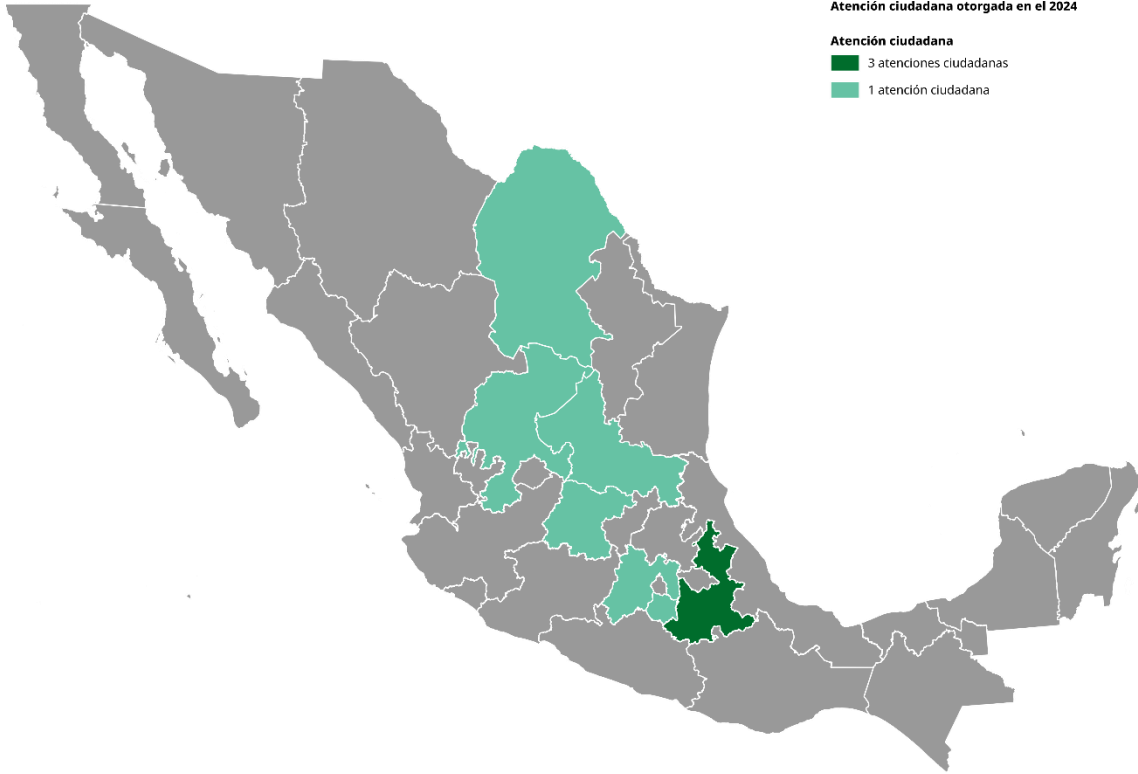 Atención ciudadana otorgada en el 2024
Atención ciudadana
3 atenciones ciudadanas
1 atención ciudadana